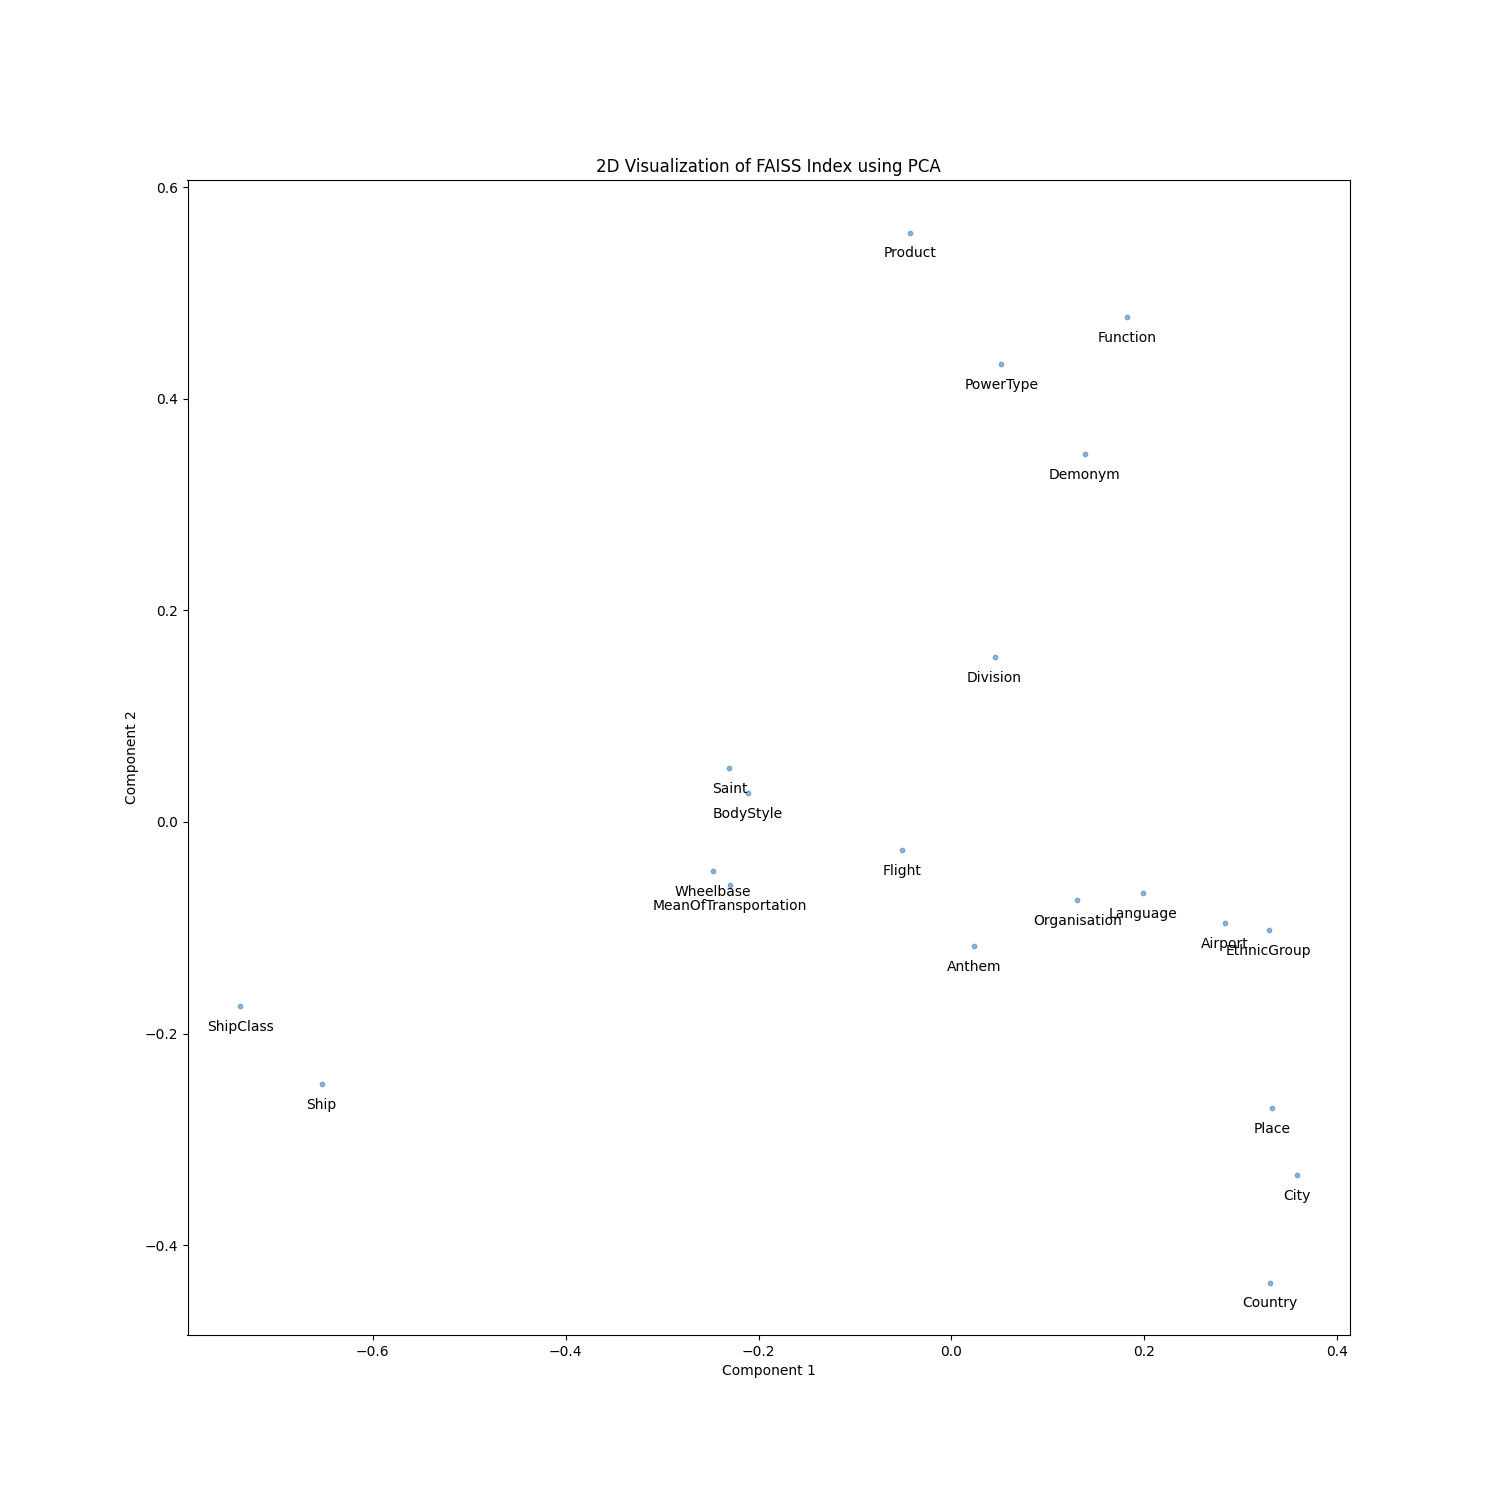 2D Visualization of FAISS Index using PCA
0.6
Product
Function
PowerType
0.4
Demonym
0.2
Division
Component 2
Saint
BodyStyle
0.0
Flight
Wheelbase
MeanOfTransportation
Language
Organisation
Airport
EthnicGroup
Anthem
ShipClass
−0.2
Ship
Place
City
−0.4
Country
−0.6 −0.4 −0.2 0.0 0.2 0.4
Component 1